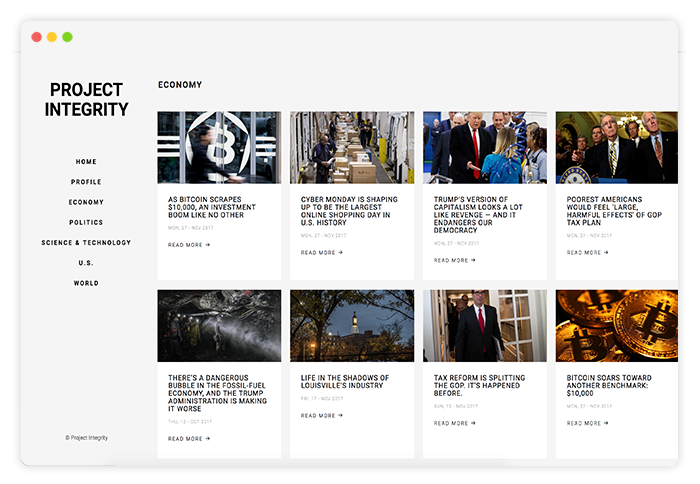 PROJECT
INTEGRITY
HOME
PROFILE
ECONOMY
POLITICS
SCIENCE & TECHNOLOGY
U.S.
WORLD
© Project Integrity
ECONOMY
AS BITCOIN SCRAPES
$10,000, AN INVESTMENT
BOOM LIKE NO OTHER
MON, 27 - NOV 2017
READ MORE →
CYBER MONDAY IS SHAPING
UP TO BE THE LARGEST
ONLINE SHOPPING DAY IN
U.S. HISTORY
MON, 27 - NOV 2017
READ MORE →
TRUMP'S VERSION OF
CAPITALISM LOOKS A LOT
LIKE REVENGE — AND IT
ENDANGERS OUR
DEMOCRACY
MON, 27 - NOV 2017
READ MORE →
POOREST AMERICANS
WOULD FEEL 'LARGE,
HARMFUL EFFECTS' OF GOP
TAX PLAN
MON, 27 - NOV 2017
READ MORE →
THERE'S A DANGEROUS
BUBBLE IN THE FOSSIL-FUEL
ECONOMY, AND THE TRUMP
ADMINISTRATION IS MAKING
IT WORSE
THU, 12 - OCT 2017
READ MORE →
LIFE IN THE SHADOWS OF
LOUISVILLE'S INDUSTRY
FRI, 17 - NOV 2017
READ MORE →
TAX REFORM IS SPLITTING
THE GOP. IT'S HAPPENED
BEFORE.
SUN, 12 - NOV 2017
READ MORE →
BITCOIN SOARS TOWARD
ANOTHER BENCHMARK:
$10,000
MON, 27 - NOV 2017
READ MORE →